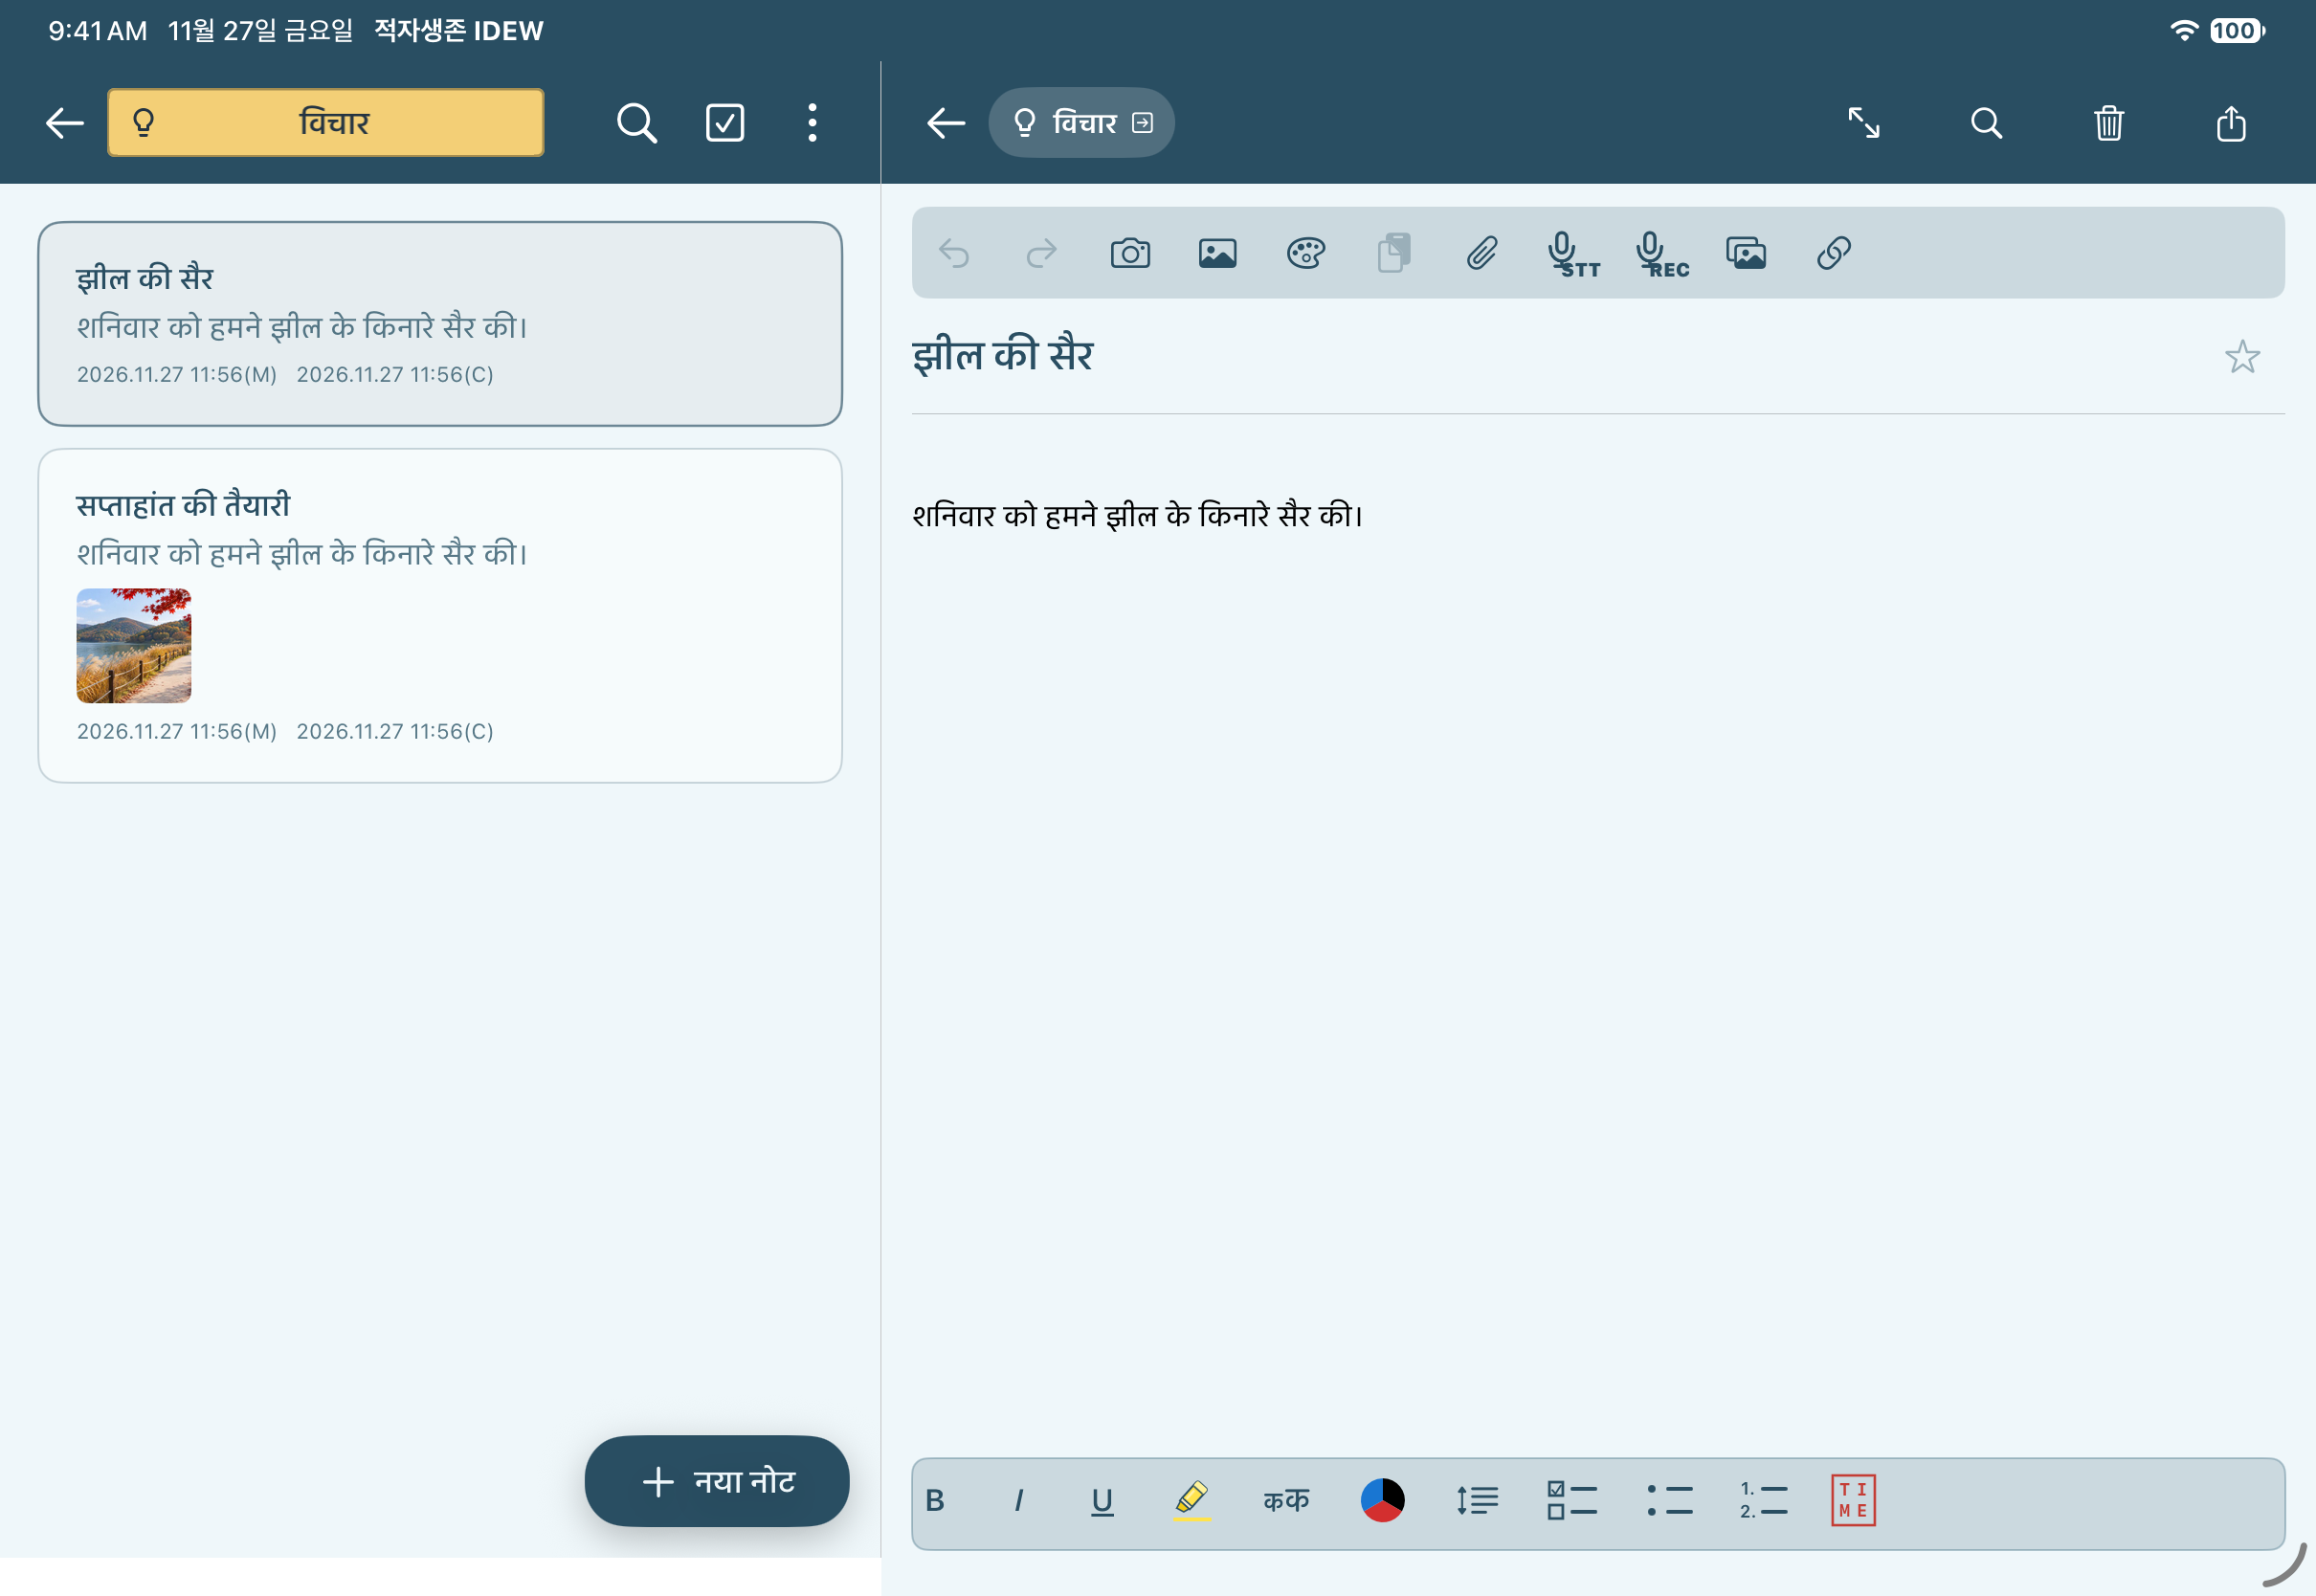 9:41 AM 11월 27일 금요일 적자생존 IDEW 100
विचार
झील की सैर
शनिवार को हमने झील के किनारे सैर की।
2026.11.27 11:56(M) 2026.11.27 11:56(C)
सप्ताहांत की तैयारी
शनिवार को हमने झील के किनारे सैर की।
2026.11.27 11:56(M) 2026.11.27 11:56(C)
नया नोट
विचार
STT REC
झील की सैर
शनिवार को हमने झील के किनारे सैर की।
B I U कक 1. 2. TI ME